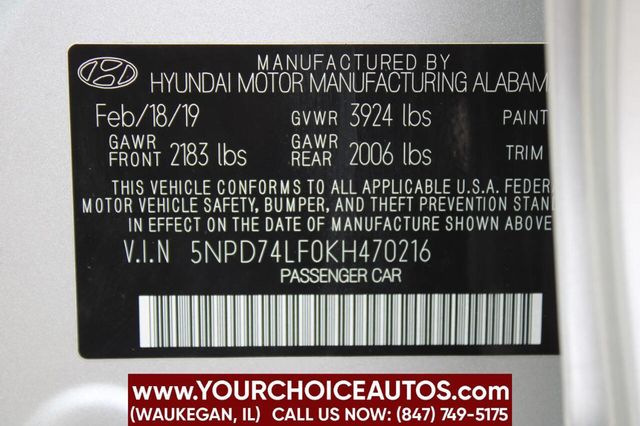 MANUFACTURED BY
HYUNDAI MOTOR MANUFACTURING ALABAM
Feb/18/19 GVWR 3924 lbs PAINT
GAWR FRONT 2183 lbs GAWR REAR 2006 lbs TRIM
THIS VEHICLE CONFORMS TO ALL APPLICABLE U.S.A. FEDER
MOTOR VEHICLE SAFETY, BUMPER, AND THEFT PREVENTION STAN
IN EFFECT ON THE DATE OF MANUFACTURE SHOWN ABOVE.
V.I.N 5NPD74LF0KH470216
PASSENGER CAR
WWW.YOURCHOICEAUTOS.COM
(WAUKEGAN, IL) CALL US TODAY! (847) 749-5175